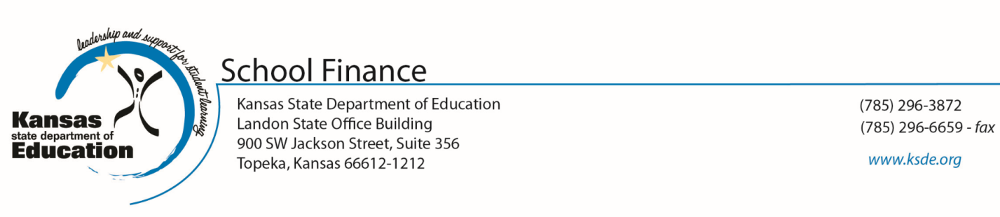 leadership and support for student learning
Kansas
state department of
Education
School Finance
Kansas State Department of Education
Landon State Office Building
900 SW Jackson Street, Suite 356
Topeka, Kansas 66612-1212
(785) 296-3872
(785) 296-6659 - fax
www.ksde.org